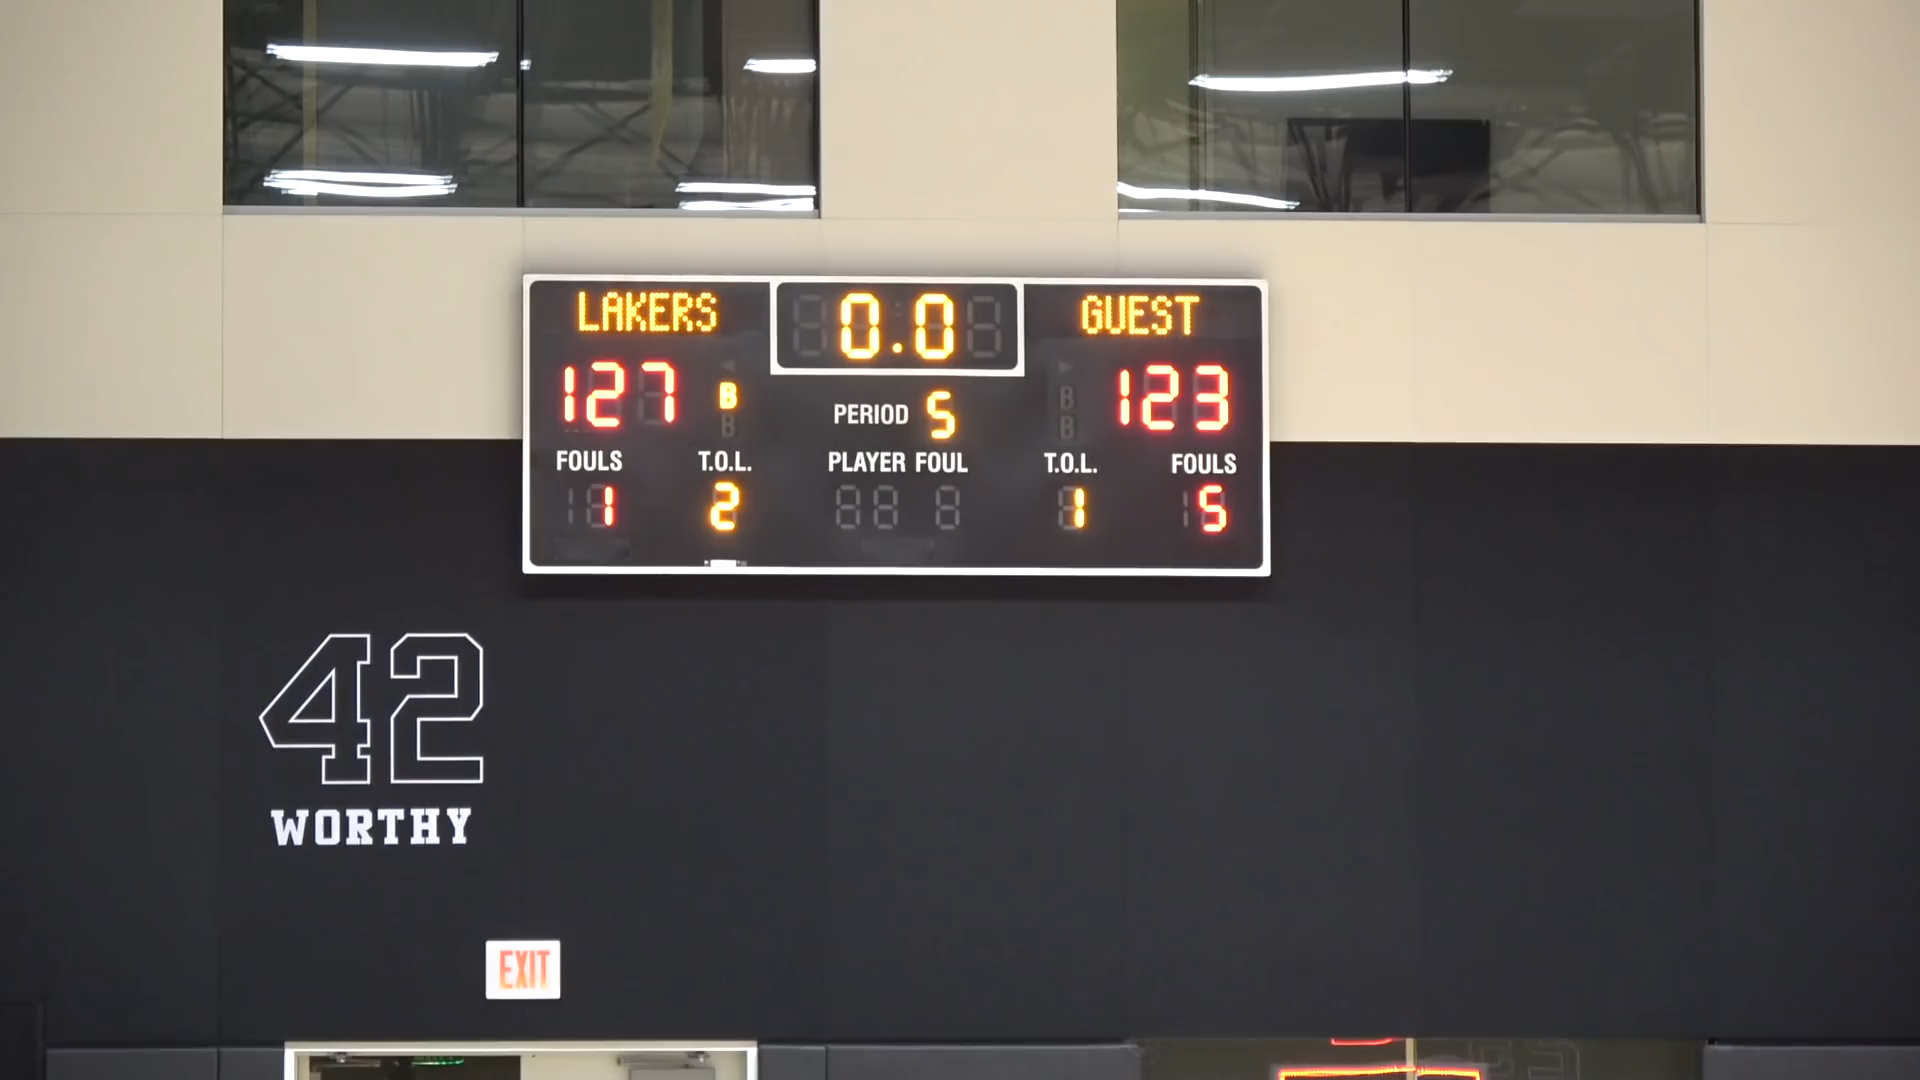 LAKERS 0.0 GUEST
127 B PERIOD 5 B 123
B B
FOULS T.O.L. PLAYER FOUL T.O.L. FOULS
1 2 1 5
42
WORTHY
EXIT